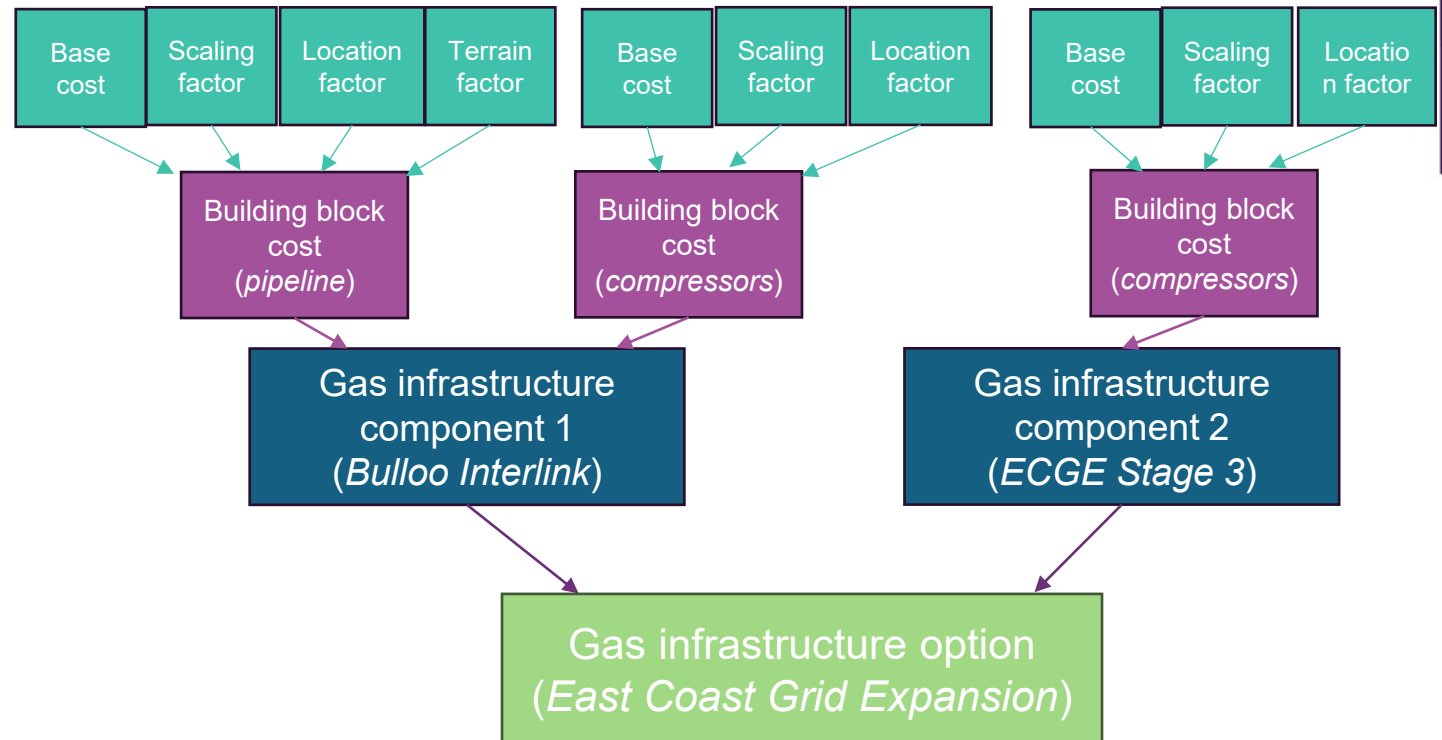 Base
cost
Scaling
factor
Location
factor
Terrain
factor
Base
cost
Scaling
factor
Location
factor
Base
cost
Scaling
factor
Locatio
n factor
Building block
cost
(pipeline)
Building block
cost
(compressors)
Building block
cost
(compressors)
Gas infrastructure
component 1
(Bulloo Interlink)
Gas infrastructure
component 2
(ECGE Stage 3)
Gas infrastructure option
(East Coast Grid Expansion)